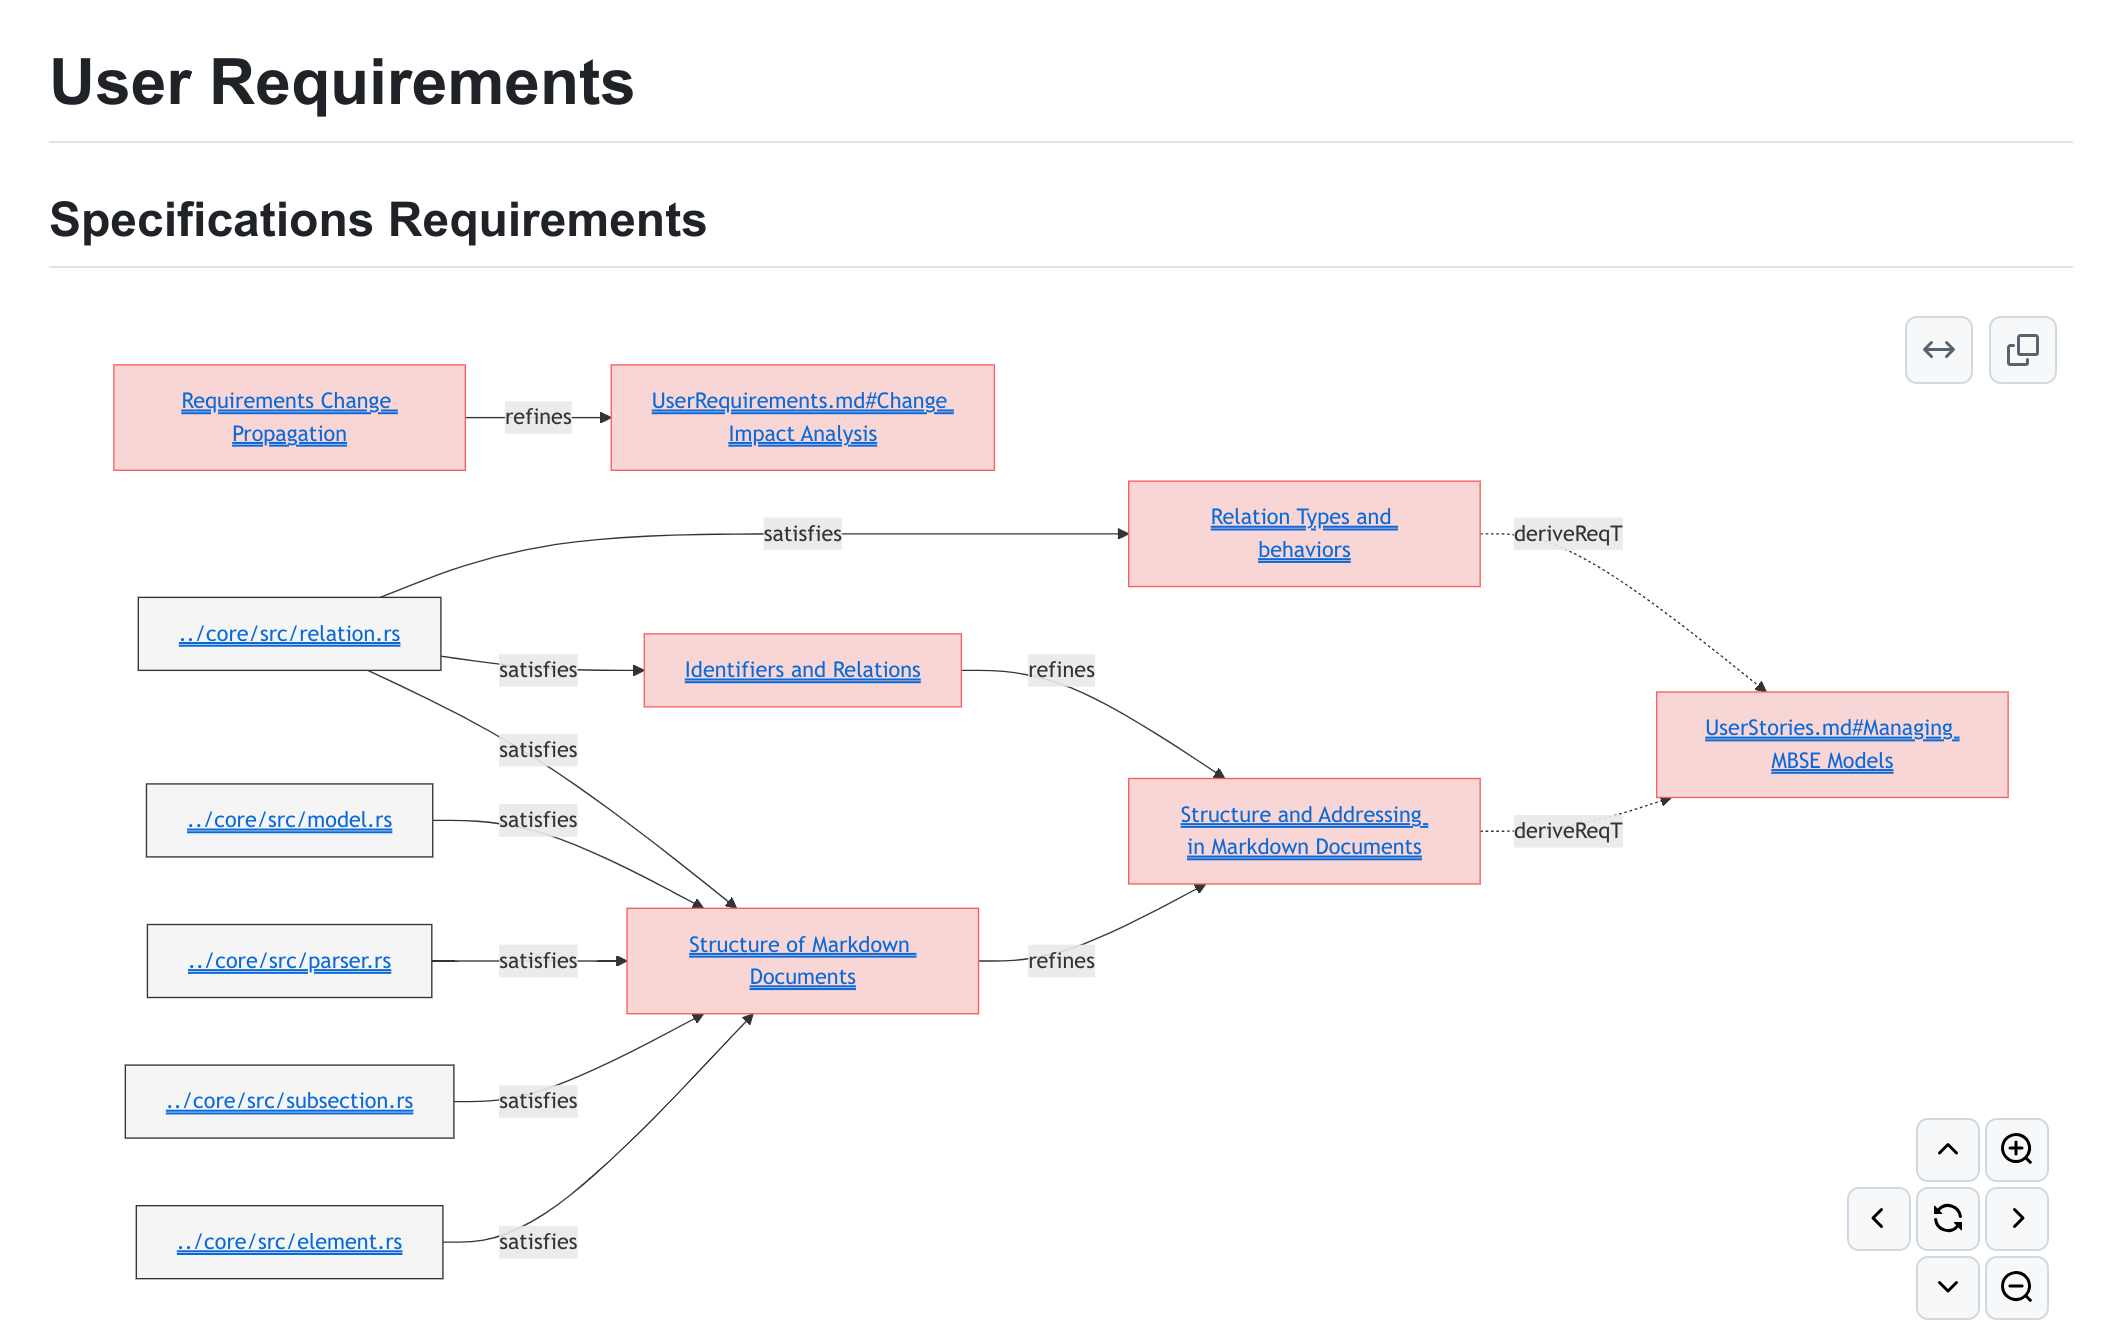 User Requirements
Specifications Requirements
Requirements Change
Propagation
refines
UserRequirements.md#Change
Impact Analysis
satisfies
Relation Types and
behaviors
deriveReqT
../core/src/relation.rs
satisfies
Identifiers and Relations
refines
satisfies
UserStories.md#Managing
MBSE Models
../core/src/model.rs
satisfies
Structure and Addressing
in Markdown Documents
deriveReqT
../core/src/parser.rs
satisfies
Structure of Markdown
Documents
refines
../core/src/subsection.rs
satisfies
../core/src/element.rs
satisfies